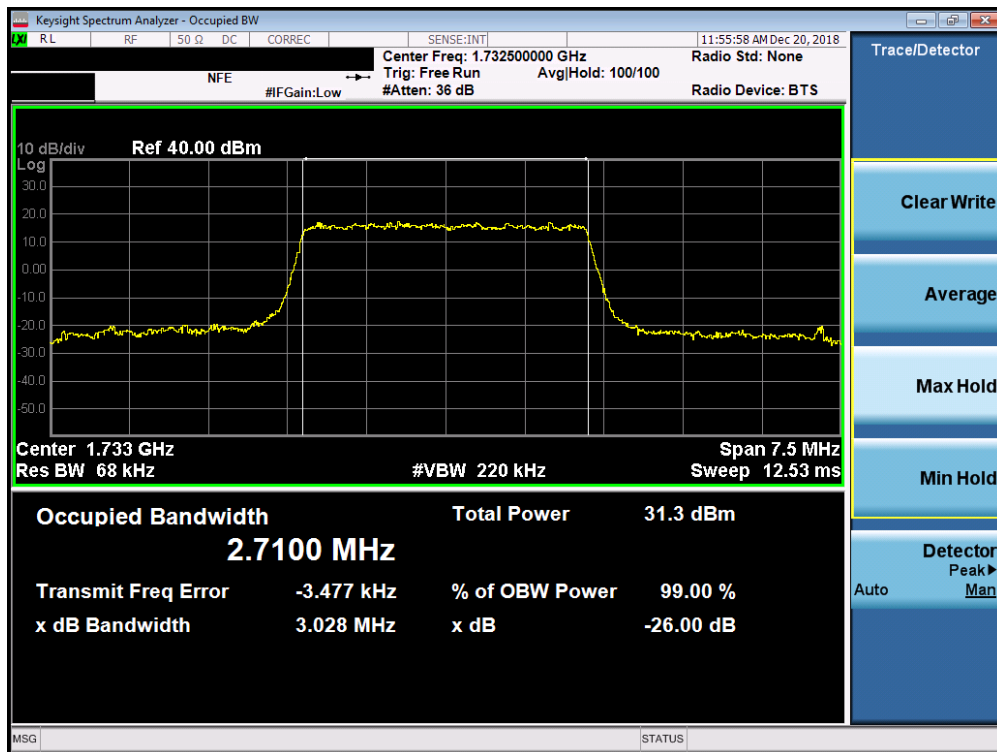 Keysight Spectrum Analyzer - Occupied BW
LXI RL RF 50 Ω DC CORREC SENSE:INT 11:55:58 AM Dec 20, 2018
Center Freq: 1.732500000 GHz Radio Std: None
NFE Trig: Free Run Avg|Hold: 100/100
#IFGain:Low #Atten: 36 dB Radio Device: BTS
10 dB/div Ref 40.00 dBm
Log
30.0
20.0
10.0
0.00
-10.0
-20.0
-30.0
-40.0
-50.0
Center 1.733 GHz Span 7.5 MHz
Res BW 68 kHz #VBW 220 kHz Sweep 12.53 ms
Occupied Bandwidth Total Power 31.3 dBm
2.7100 MHz
Transmit Freq Error -3.477 kHz % of OBW Power 99.00 %
x dB Bandwidth 3.028 MHz x dB -26.00 dB
MSG STATUS
Trace/Detector
Clear Write
Average
Max Hold
Min Hold
Detector
Peak▶
Auto Man